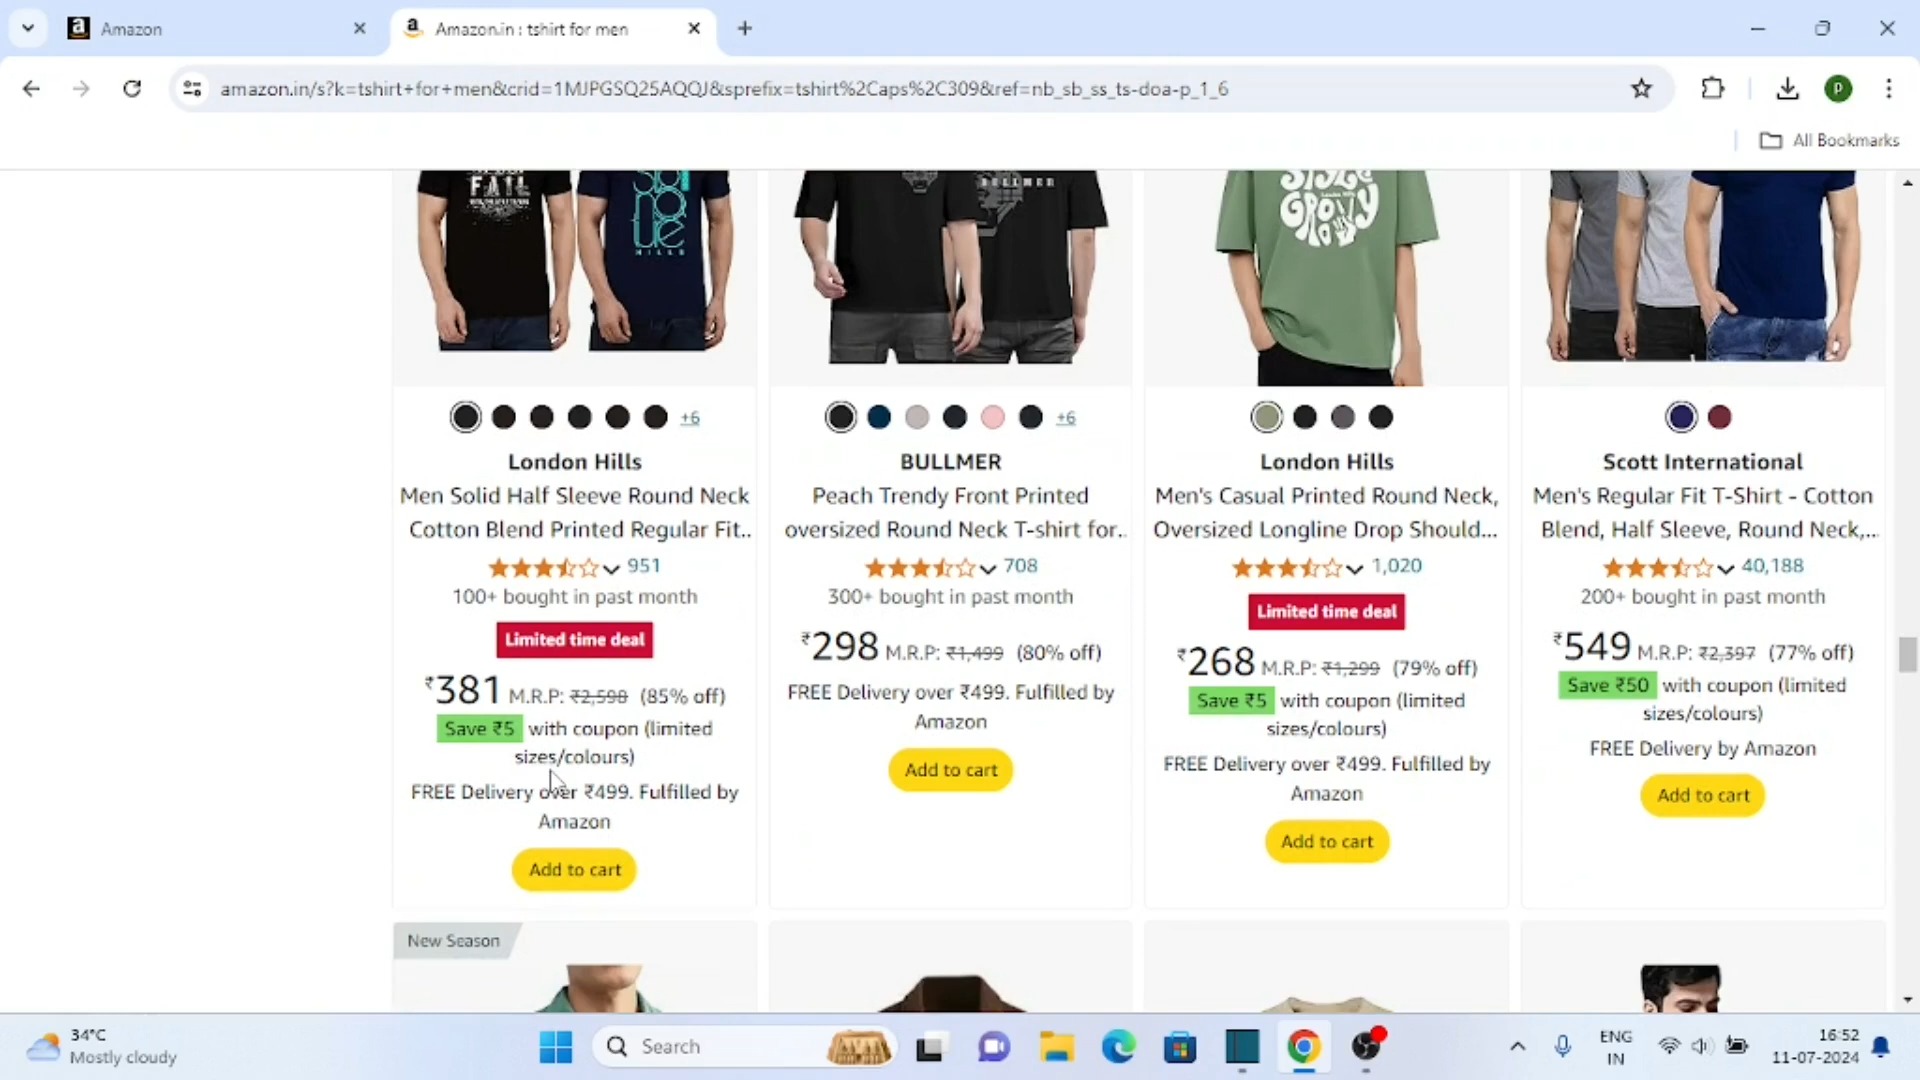 Amazon
Amazon.in : tshirt for men
amazon.in/s?k=tshirt+for+men&crid=1MJPGSQ25AQQJ&sprefix=tshirt%2Caps%2C309&ref=nb_sb_ss_ts-doa-p_1_6
P
All Bookmarks
FAIL
HILLS
BULLMER
STYLE
GROOVY
+6
+6
London Hills
Men Solid Half Sleeve Round Neck
Cotton Blend Printed Regular Fit..
951
100+ bought in past month
Limited time deal
₹381 M.R.P: ₹2,598 (85% off)
Save ₹5 with coupon (limited
sizes/colours)
FREE Delivery over ₹499. Fulfilled by
Amazon
Add to cart
BULLMER
Peach Trendy Front Printed
oversized Round Neck T-shirt for..
708
300+ bought in past month
₹298 M.R.P: ₹1,499 (80% off)
FREE Delivery over ₹499. Fulfilled by
Amazon
Add to cart
London Hills
Men's Casual Printed Round Neck,
Oversized Longline Drop Should...
1,020
Limited time deal
₹268 M.R.P: ₹1,299 (79% off)
Save ₹5 with coupon (limited
sizes/colours)
FREE Delivery over ₹499. Fulfilled by
Amazon
Add to cart
Scott International
Men's Regular Fit T-Shirt - Cotton
Blend, Half Sleeve, Round Neck,...
40,188
200+ bought in past month
₹549 M.R.P: ₹2,397 (77% off)
Save ₹50 with coupon (limited
sizes/colours)
FREE Delivery by Amazon
Add to cart
New Season
34°C
Mostly cloudy
Search
ENG
IN
16:52
11-07-2024